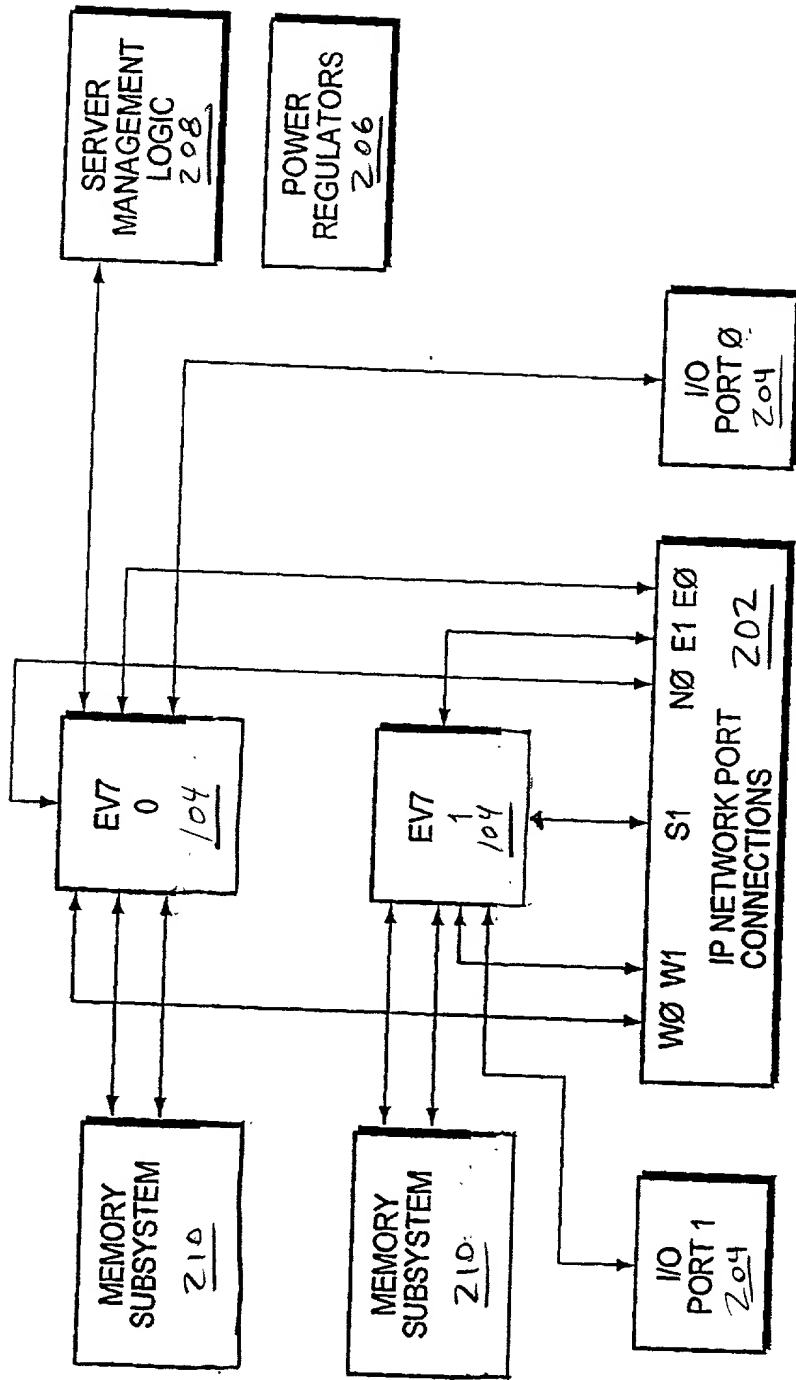 SERVER
MANAGEMENT
LOGIC
208
POWER
REGULATORS
206
EV7
0
104
MEMORY
SUBSYSTEM
210
EV7
1
104
MEMORY
SUBSYSTEM
210
I/O
PORT Ø
204
WØ W1 S1 NØ E1 EØ
IP NETWORK PORT
CONNECTIONS
202
I/O
PORT 1
204